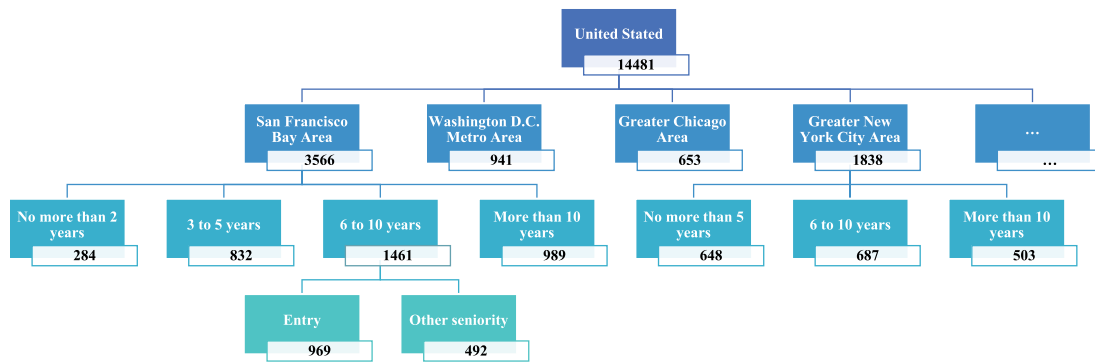 United Stated
14481
San Francisco
Bay Area
3566
Washington D.C.
Metro Area
941
Greater Chicago
Area
653
Greater New
York City Area
1838
...
...
No more than 2
years
284
3 to 5 years
832
6 to 10 years
1461
More than 10
years
989
No more than 5
years
648
6 to 10 years
687
More than 10
years
503
Entry
969
Other seniority
492